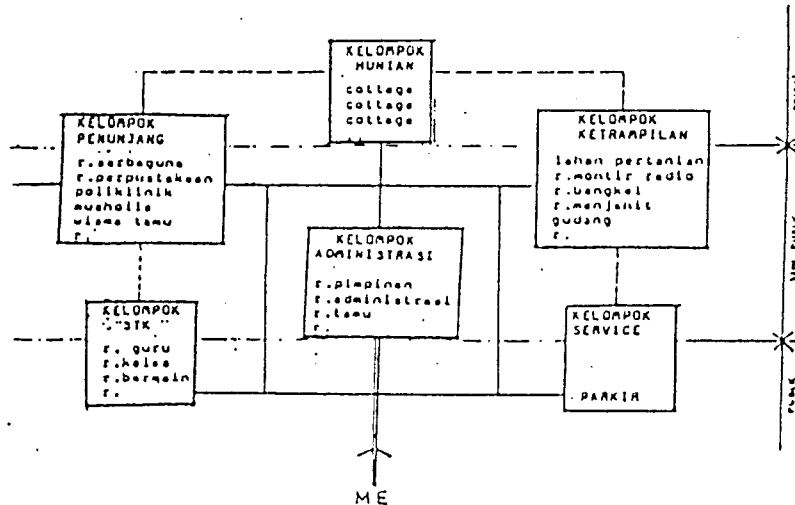 KELOMPOK
HUNIAN
cottage
cottage
cottage
KELOMPOK
PENUNJANG
r.serbaguna
r.perpustakaan
poliklinik
musholla
wisma tamu
r.
KELOMPOK
KETRAMPILAN
lahan pertanian
r.montir radio
r.bengkel
r.menjahit
gudang
r.
KELOMPOK
ADMINISTRASI
r.pimpinan
r.administrasi
r.tamu
r.
KELOMPOK
"STK"
r. guru
r.kelas
r.bermain
r.
KELOMPOK
SERVICE
PARKIR
ME